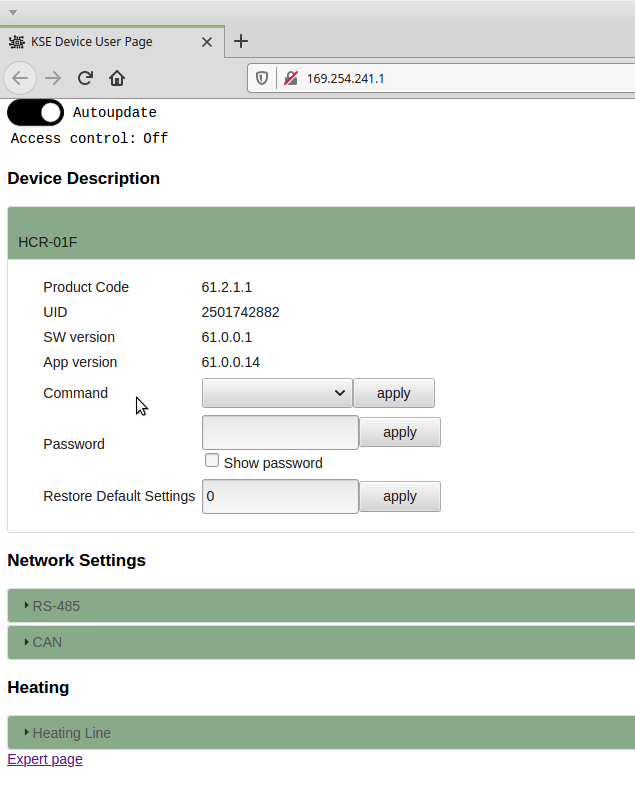 KSE Device User Page
169.254.241.1
Autoupdate
Access control: Off
Device Description
HCR-01F
Product Code 61.2.1.1
UID 2501742882
SW version 61.0.0.1
App version 61.0.0.14
Command apply
Password apply
Show password
Restore Default Settings 0 apply
Network Settings
RS-485
CAN
Heating
Heating Line
Expert page